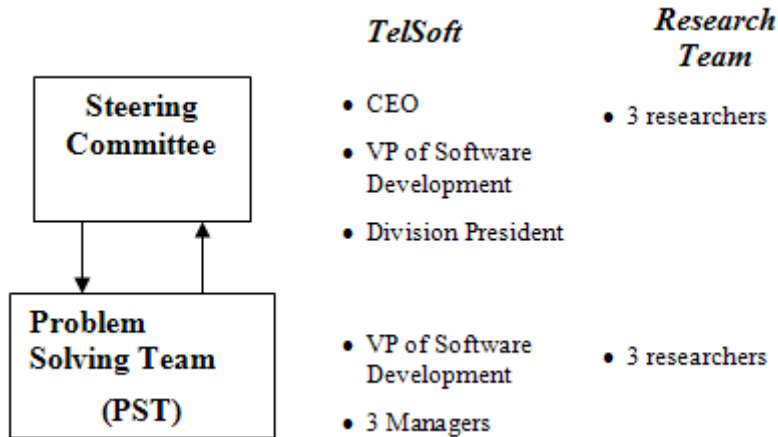 TelSoft
Research
Team
Steering
Committee
• CEO
• VP of Software
Development
• Division President
• 3 researchers
Problem
Solving Team
(PST)
• VP of Software
Development
• 3 Managers
• 3 researchers